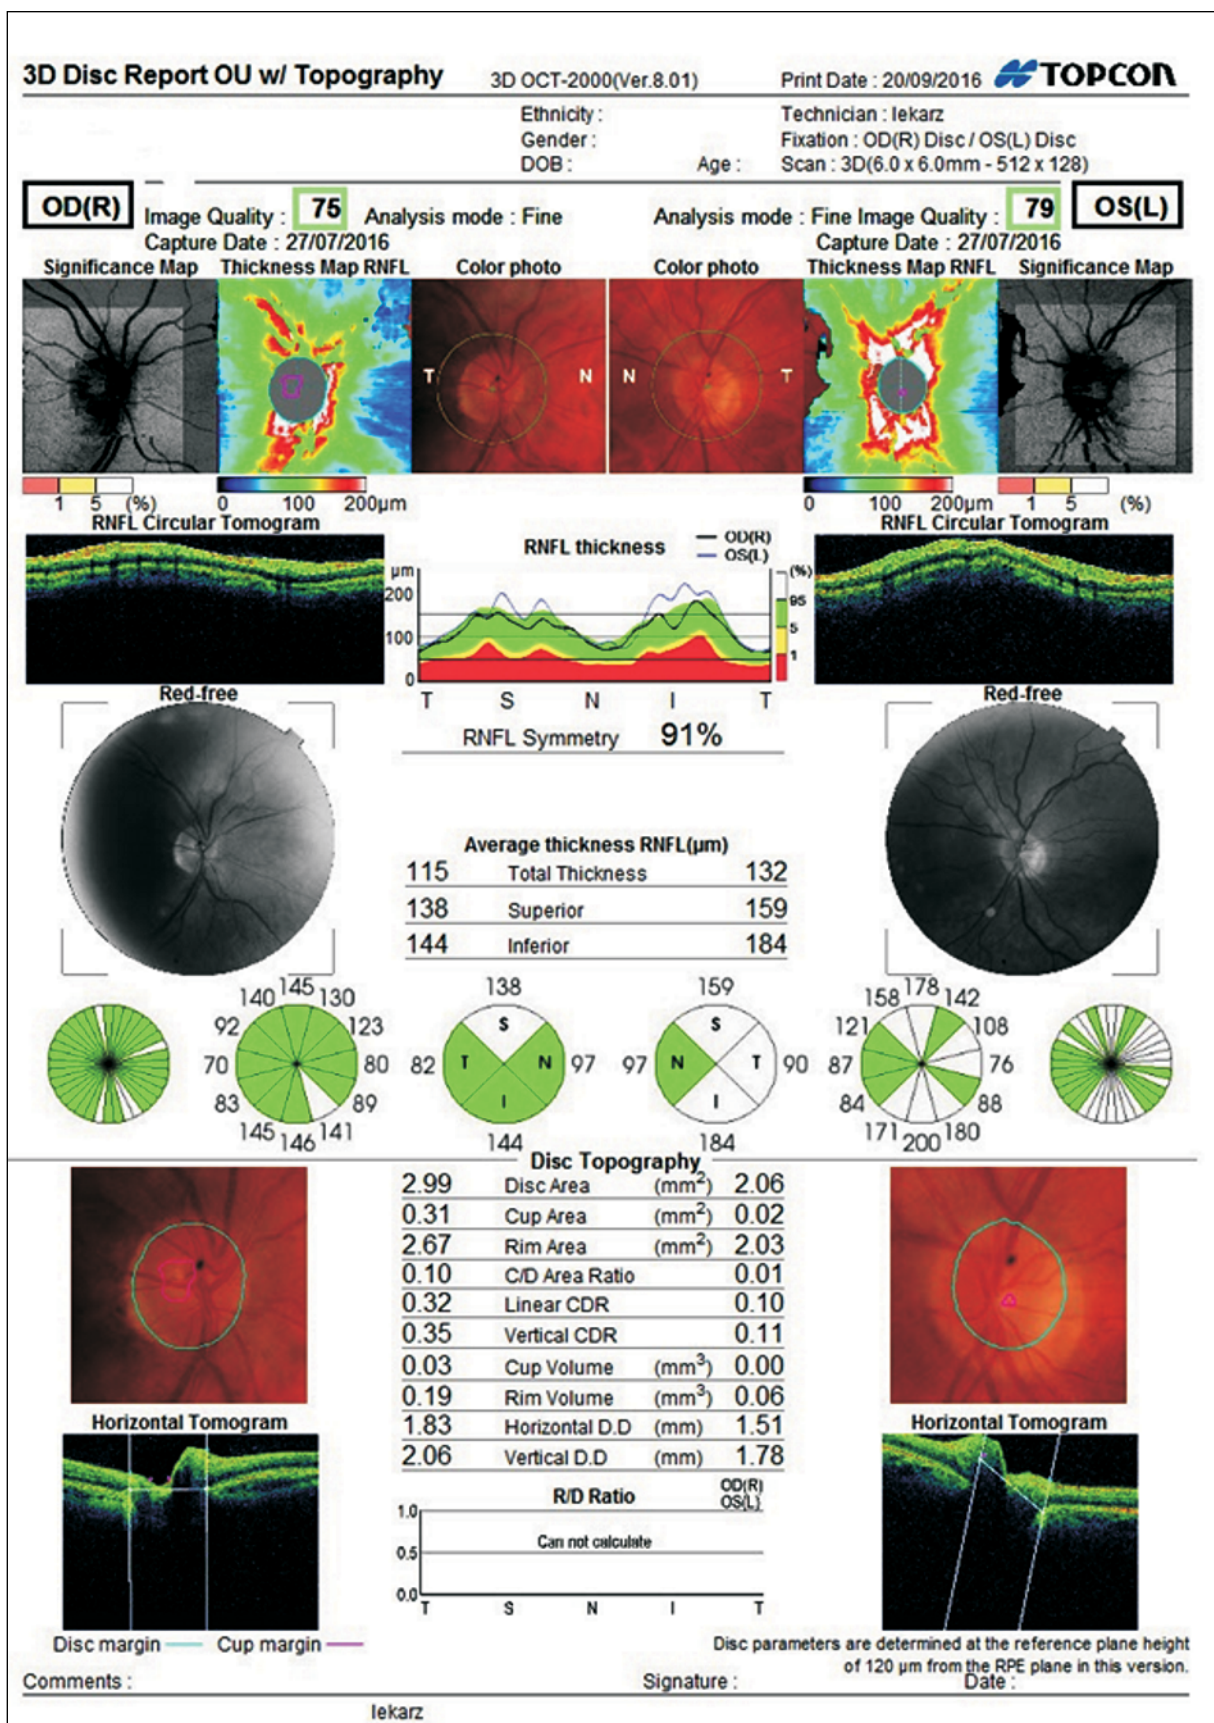 3D Disc Report OU w/ Topography 3D OCT-2000(Ver.8.01) Print Date : 20/09/2016 TOPCON
Ethnicity : Technician : lekarz
Gender : Fixation : OD(R) Disc / OS(L) Disc
DOB : Age : Scan : 3D(6.0 x 6.0mm - 512 x 128)
OD(R) Image Quality : 75 Analysis mode : Fine Analysis mode : Fine Image Quality : 79 OS(L)
Capture Date : 27/07/2016 Capture Date : 27/07/2016
Significance Map Thickness Map RNFL Color photo Color photo Thickness Map RNFL Significance Map
T N N T
1 5 (%) 0 100 200µm 0 100 200µm 1 5 (%)
RNFL Circular Tomogram RNFL Circular Tomogram
RNFL thickness OD(R)
OS(L)
µm (%)
200 95
100 5
1
0
T S N I T
Red-free Red-free
RNFL Symmetry 91%
Average thickness RNFL(µm)
115 Total Thickness 132
138 Superior 159
144 Inferior 184
140 145 130 138 159 158 178 142
92 123 S S 121 108
70 80 82 T N 97 97 N T 90 87 76
83 89 I I 84 88
145 146 141 144 184 171 200 180
Disc Topography
2.99 Disc Area (mm²) 2.06
0.31 Cup Area (mm²) 0.02
2.67 Rim Area (mm²) 2.03
0.10 C/D Area Ratio 0.01
0.32 Linear CDR 0.10
0.35 Vertical CDR 0.11
0.03 Cup Volume (mm³) 0.00
0.19 Rim Volume (mm³) 0.06
1.83 Horizontal D.D (mm) 1.51
2.06 Vertical D.D (mm) 1.78
Horizontal Tomogram Horizontal Tomogram
R/D Ratio OD(R)
OS(L)
1.0
Can not calculate
0.5
0.0
T S N I T
Disc margin Cup margin Disc parameters are determined at the reference plane height
of 120 µm from the RPE plane in this version.
Comments : Signature : Date :
lekarz